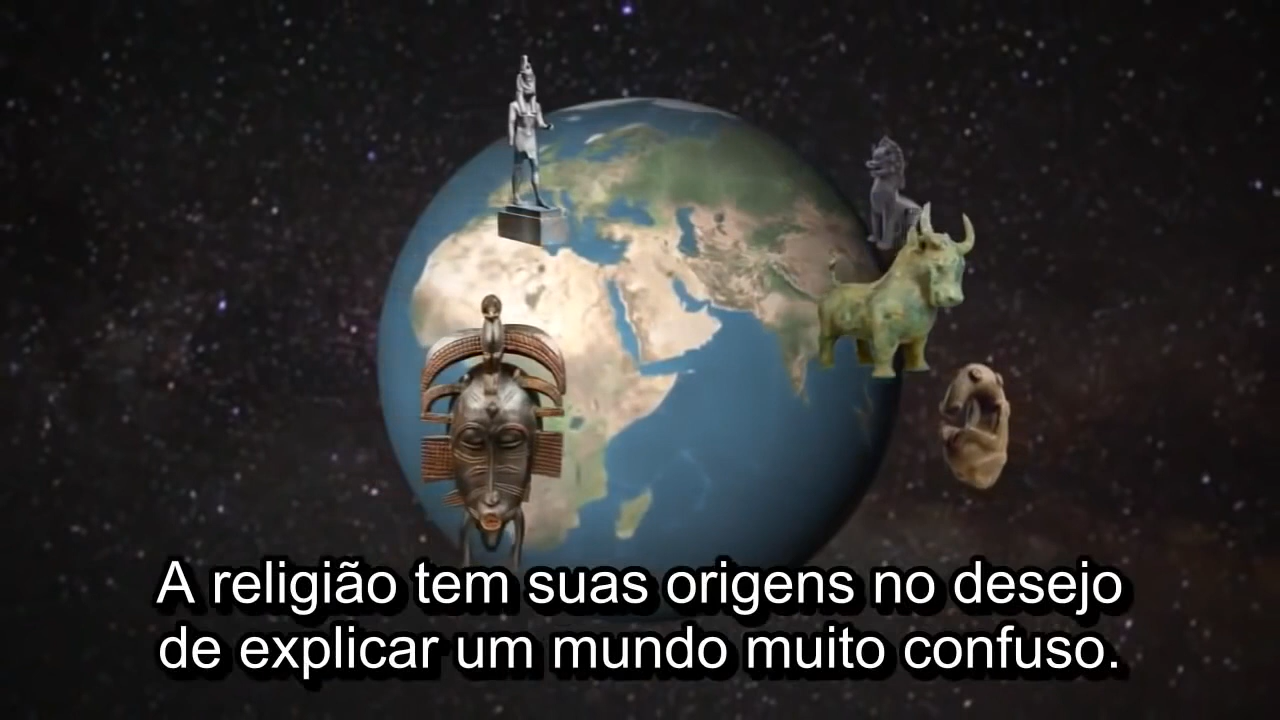 A religião tem suas origens no desejo
de explicar um mundo muito confuso.